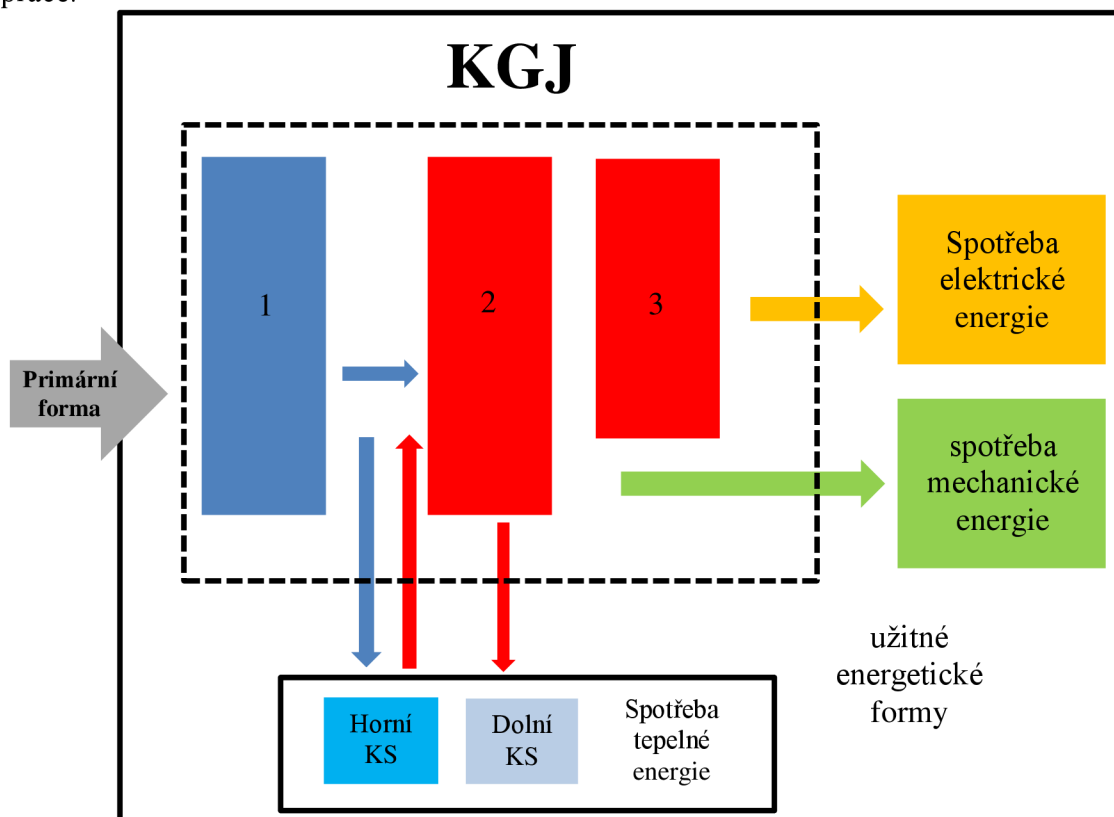 práce.
KGJ
1
2
3
Spotřeba
elektrické
energie
Primární
forma
spotřeba
mechanické
energie
užitné
energetické
formy
Horní
KS
Dolní
KS
Spotřeba
tepelné
energie